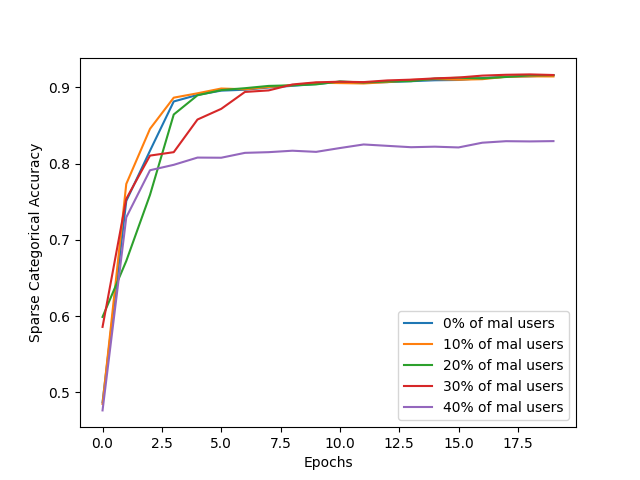 0.9
0.8
0.7
0.6
0.5
Sparse Categorical Accuracy
0% of mal users
10% of mal users
20% of mal users
30% of mal users
40% of mal users
0.0 2.5 5.0 7.5 10.0 12.5 15.0 17.5
Epochs